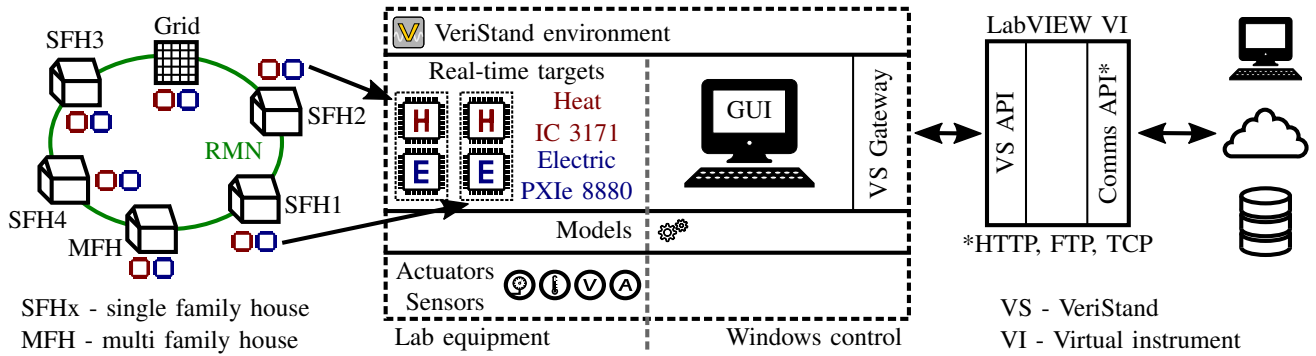 Grid
SFH3
SFH2
RMN
SFH4
SFH1
MFH
SFHx - single family house
MFH - multi family house
V VeriStand environment
Real-time targets
Heat
IC 3171
Electric
PXIe 8880
H H
E E
GUI
VS Gateway
Models
Actuators
Sensors
V A
Lab equipment
Windows control
LabVIEW VI
VS API
Comms API*
*HTTP, FTP, TCP
VS - VeriStand
VI - Virtual instrument